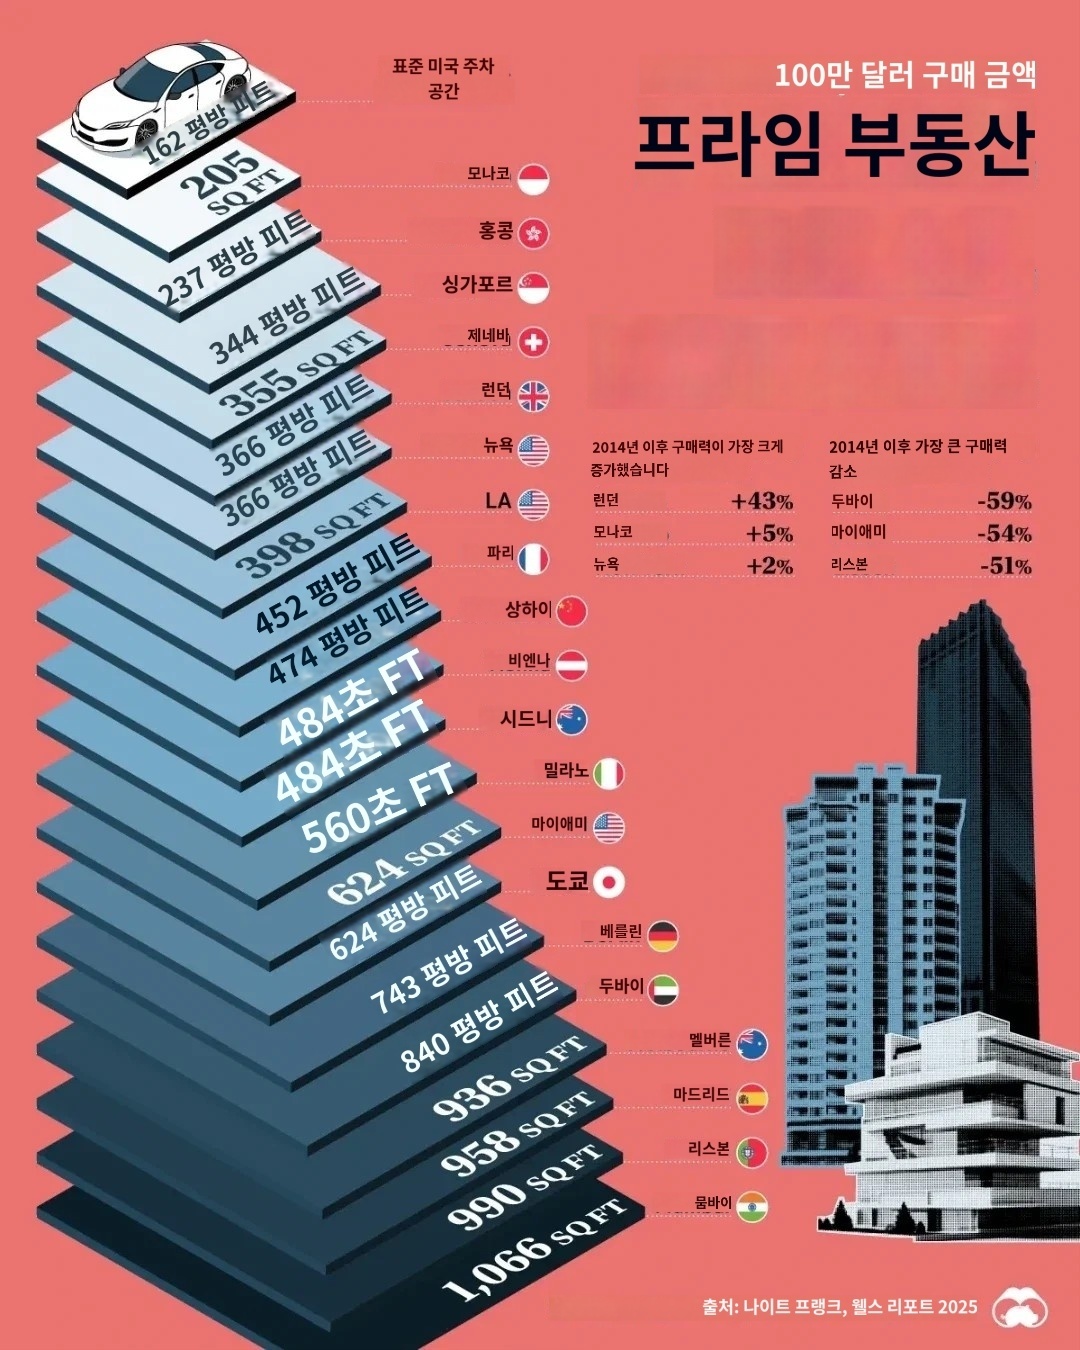 표준 미국 주차
공간
100만 달러 구매 금액
프라임 부동산
162 평방 피트
205
SQ FT
모나코
237 평방 피트
홍콩
344 평방 피트
싱가포르
355 SQ FT
제네바
366 평방 피트
런던
366 평방 피트
뉴욕
398 SQ FT
LA
452 평방 피트
파리
474 평방 피트
상하이
484초 FT
비엔나
484초 FT
시드니
560초 FT
밀라노
624 SQ FT
마이애미
624 평방 피트
도쿄
743 평방 피트
베를린
840 평방 피트
두바이
936 SQ FT
멜버른
958 SQ FT
마드리드
990 SQ FT
리스본
1,066 SQ FT
뭄바이
2014년 이후 구매력이 가장 크게
증가했습니다
런던 +43%
모나코 +5%
뉴욕 +2%
2014년 이후 가장 큰 구매력
감소
두바이 -59%
마이애미 -54%
리스본 -51%
출처: 나이트 프랭크, 웰스 리포트 2025